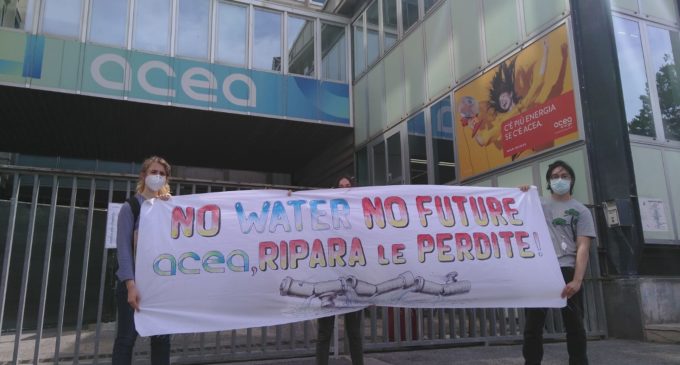 acea
C'È PIÙ ENERGIA
SE C'È ACEA.
acea
NO WATER NO FUTURE
acea, RIPARA LE PERDITE!